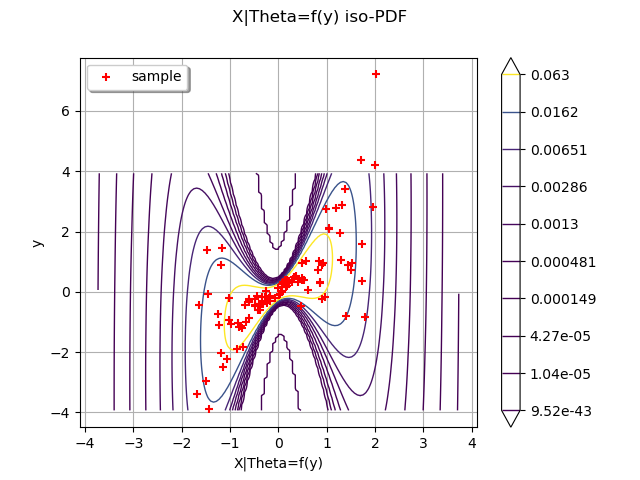 X|Theta=f(y) iso-PDF
sample
6
4
2
0
−2
−4
y
−4 −3 −2 −1 0 1 2 3 4
X|Theta=f(y)
0.063
0.0162
0.00651
0.00286
0.0013
0.000481
0.000149
4.27e-05
1.04e-05
9.52e-43